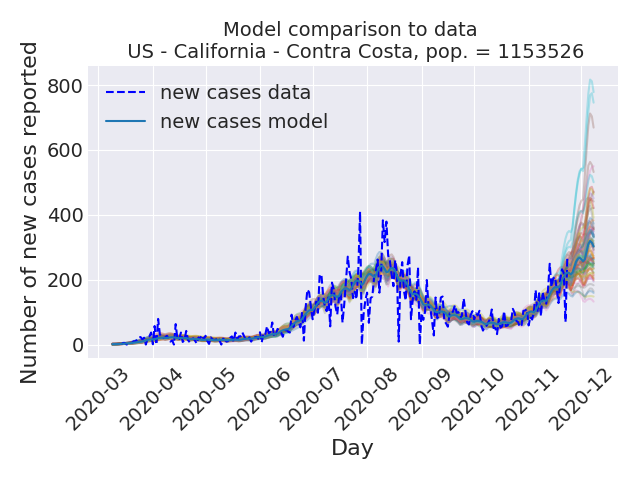 Model comparison to data
US - California - Contra Costa, pop. = 1153526
Number of new cases reported
800
600
400
200
0
new cases data
new cases model
2020-03
2020-04
2020-05
2020-06
2020-07
2020-08
2020-09
2020-10
2020-11
2020-12
Day